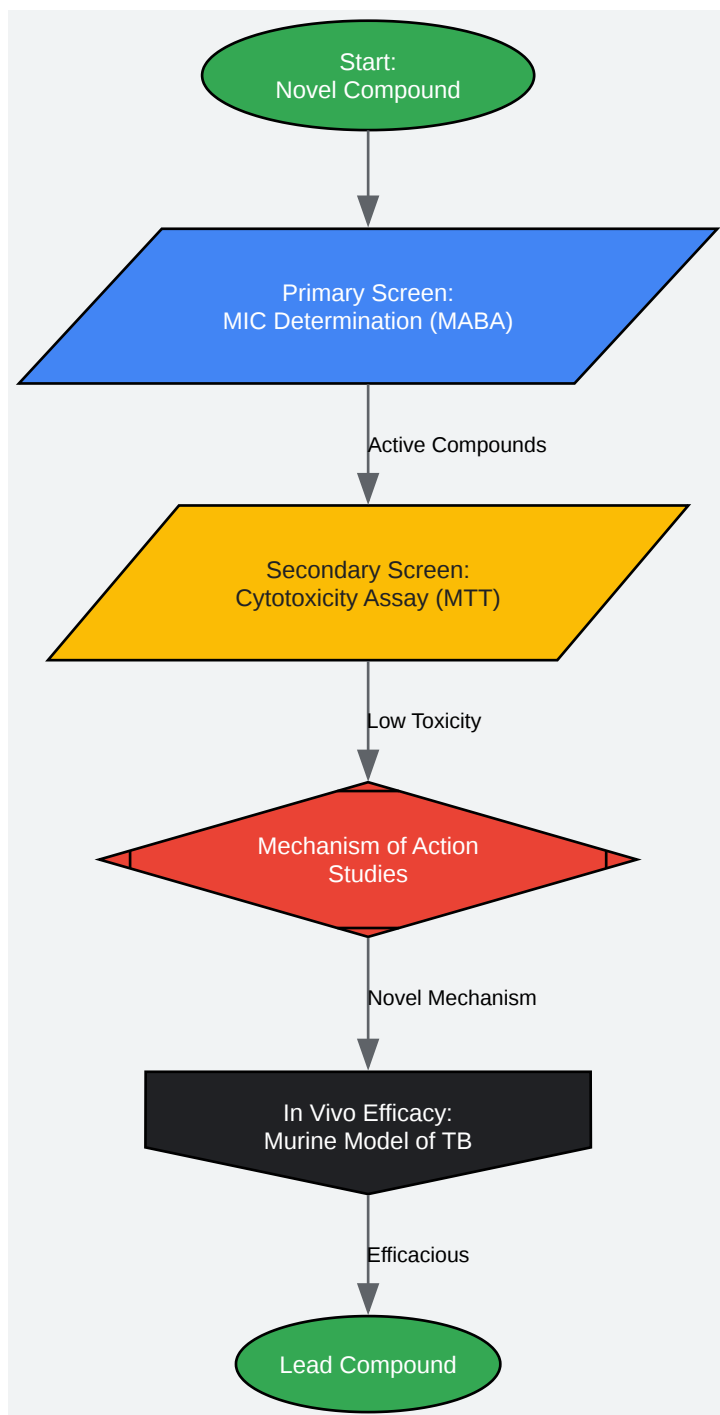 Start:
Novel Compound
Primary Screen:
MIC Determination (MABA)
Active Compounds
Secondary Screen:
Cytotoxicity Assay (MTT)
Low Toxicity
Mechanism of Action
Studies
Novel Mechanism
In Vivo Efficacy:
Murine Model of TB
Efficacious
Lead Compound